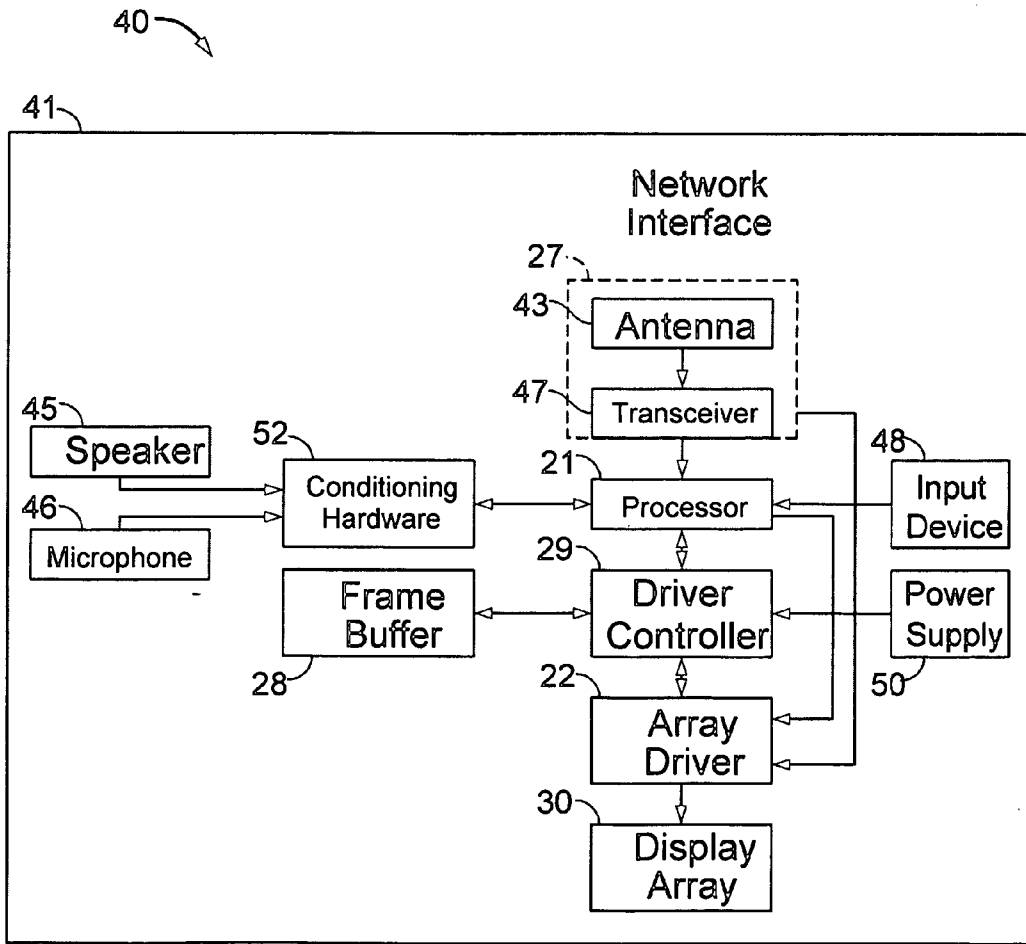 40
41
Network
Interface
27
43
Antenna
47
Transceiver
45
Speaker
52
Conditioning
Hardware
21
Processor
48
Input
Device
46
Microphone
29
Driver
Controller
Frame
Buffer
28
Power
Supply
50
22
Array
Driver
30
Display
Array